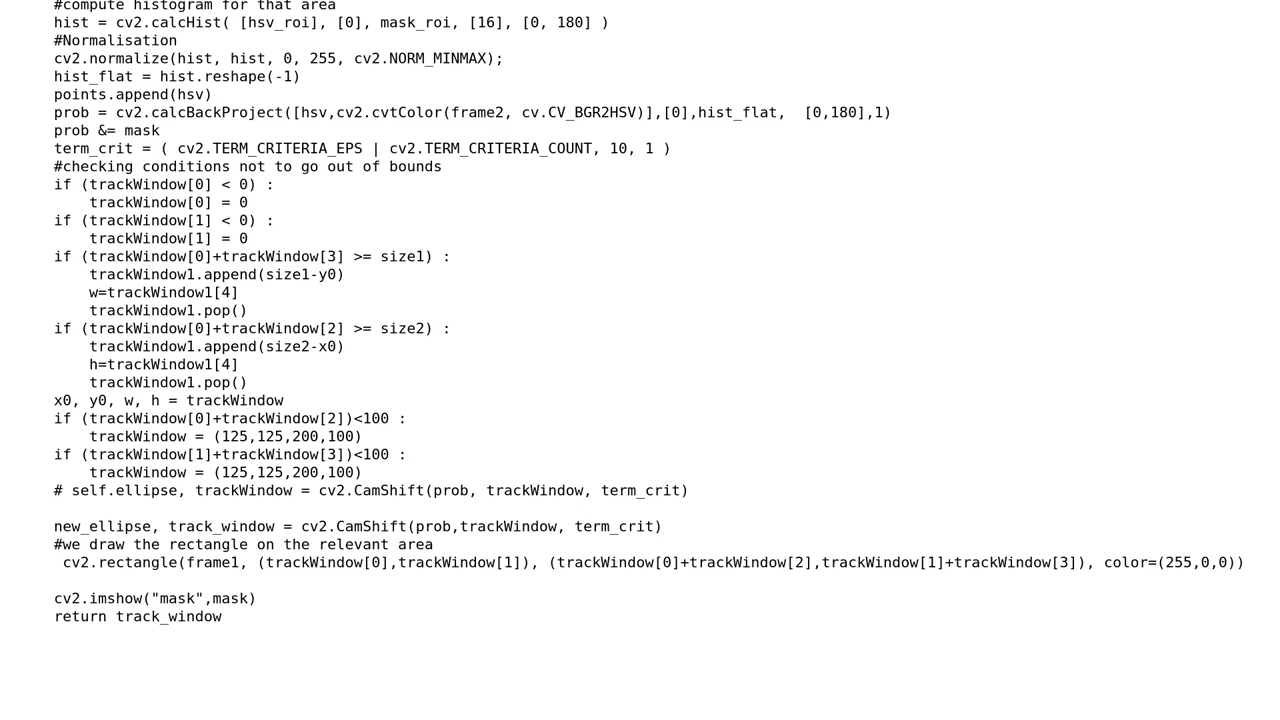 #compute histogram for that area
hist = cv2.calcHist( [hsv_roi], [0], mask_roi, [16], [0, 180] )
#Normalisation
cv2.normalize(hist, hist, 0, 255, cv2.NORM_MINMAX);
hist_flat = hist.reshape(-1)
points.append(hsv)
prob = cv2.calcBackProject([hsv,cv2.cvtColor(frame2, cv.CV_BGR2HSV)],[0],hist_flat,  [0,180],1)
prob &= mask
term_crit = ( cv2.TERM_CRITERIA_EPS | cv2.TERM_CRITERIA_COUNT, 10, 1 )
#checking conditions not to go out of bounds
if (trackWindow[0] < 0) :
    trackWindow[0] = 0
if (trackWindow[1] < 0) :
    trackWindow[1] = 0
if (trackWindow[0]+trackWindow[3] >= size1) :
    trackWindow1.append(size1-y0)
    w=trackWindow1[4]
    trackWindow1.pop()
if (trackWindow[0]+trackWindow[2] >= size2) :
    trackWindow1.append(size2-x0)
    h=trackWindow1[4]
    trackWindow1.pop()
x0, y0, w, h = trackWindow
if (trackWindow[0]+trackWindow[2])<100 :
    trackWindow = (125,125,200,100)
if (trackWindow[1]+trackWindow[3])<100 :
    trackWindow = (125,125,200,100)
# self.ellipse, trackWindow = cv2.CamShift(prob, trackWindow, term_crit)

new_ellipse, track_window = cv2.CamShift(prob,trackWindow, term_crit)
#we draw the rectangle on the relevant area
 cv2.rectangle(frame1, (trackWindow[0],trackWindow[1]), (trackWindow[0]+trackWindow[2],trackWindow[1]+trackWindow[3]), color=(255,0,0))

cv2.imshow("mask",mask)
return track_window